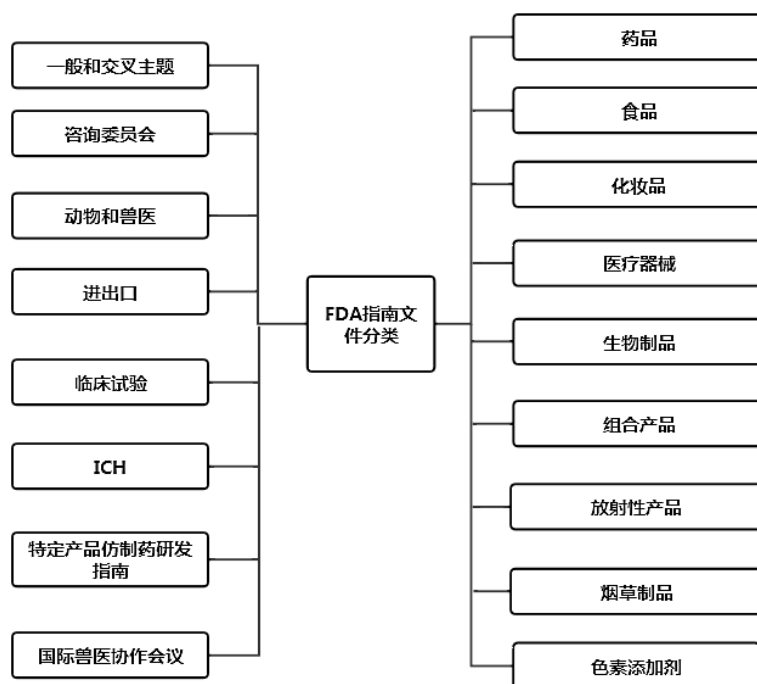 一般和交叉主题
咨询委员会
动物和兽医
进出口
临床试验
ICH
特定产品仿制药研发
指南
国际兽医协作会议
FDA指南文
件分类
药品
食品
化妆品
医疗器械
生物制品
组合产品
放射性产品
烟草制品
色素添加剂